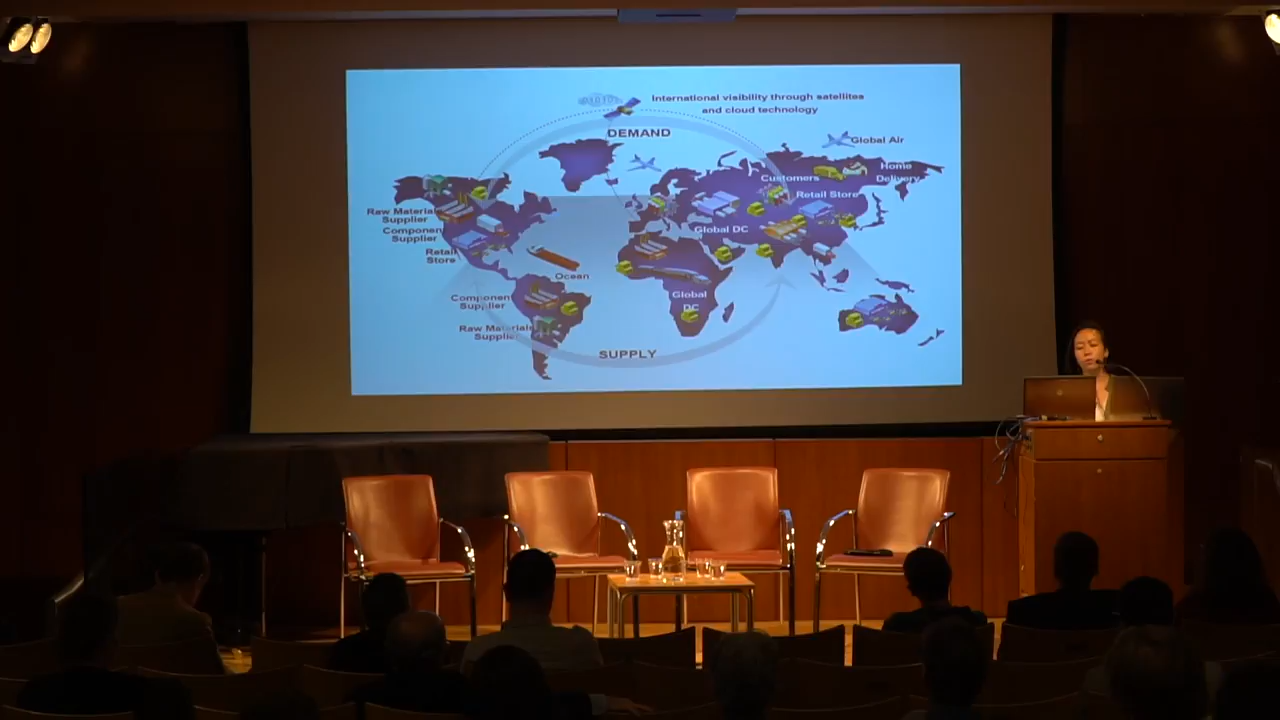 International visibility through satellites
and cloud technology
DEMAND
Global Air
Home
Delivery
Customers
Retail Store
Raw Materials
Supplier
Component
Supplier
Retail
Store
Global DC
Ocean
Global
DC
Component
Supplier
Raw Materials
Supplier
SUPPLY